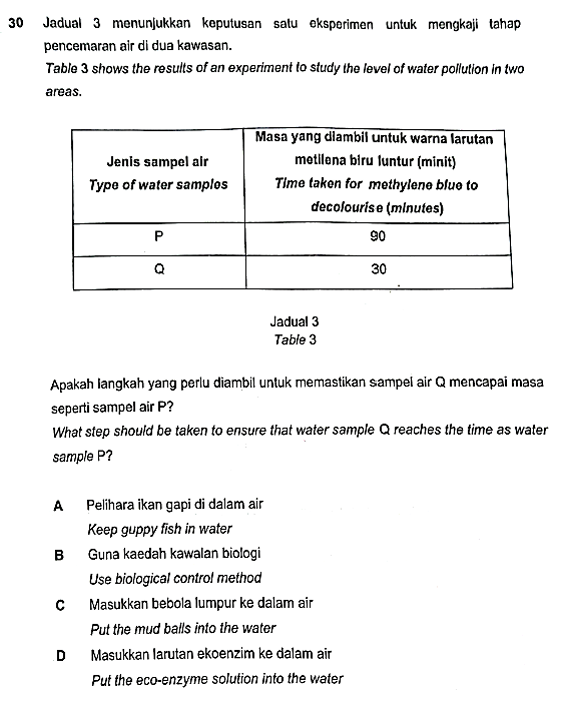 30 Jadual 3 menunjukkan keputusan satu eksperimen untuk mengkaji tahap
pencemaran air di dua kawasan.
Table 3 shows the results of an experiment to study the level of water pollution in two
areas.
Jenis sampel air
Type of water samples
Masa yang diambil untuk warna larutan
metilena biru luntur (minit)
Time taken for methylene blue to
decolourise (minutes)
P 90
Q 30
Jadual 3
Table 3
Apakah langkah yang perlu diambil untuk memastikan sampel air Q mencapai masa
seperti sampel air P?
What step should be taken to ensure that water sample Q reaches the time as water
sample P?
A Pelihara ikan gapi di dalam air
Keep guppy fish in water
B Guna kaedah kawalan biologi
Use biological control method
C Masukkan bebola lumpur ke dalam air
Put the mud balls into the water
D Masukkan larutan ekoenzim ke dalam air
Put the eco-enzyme solution into the water